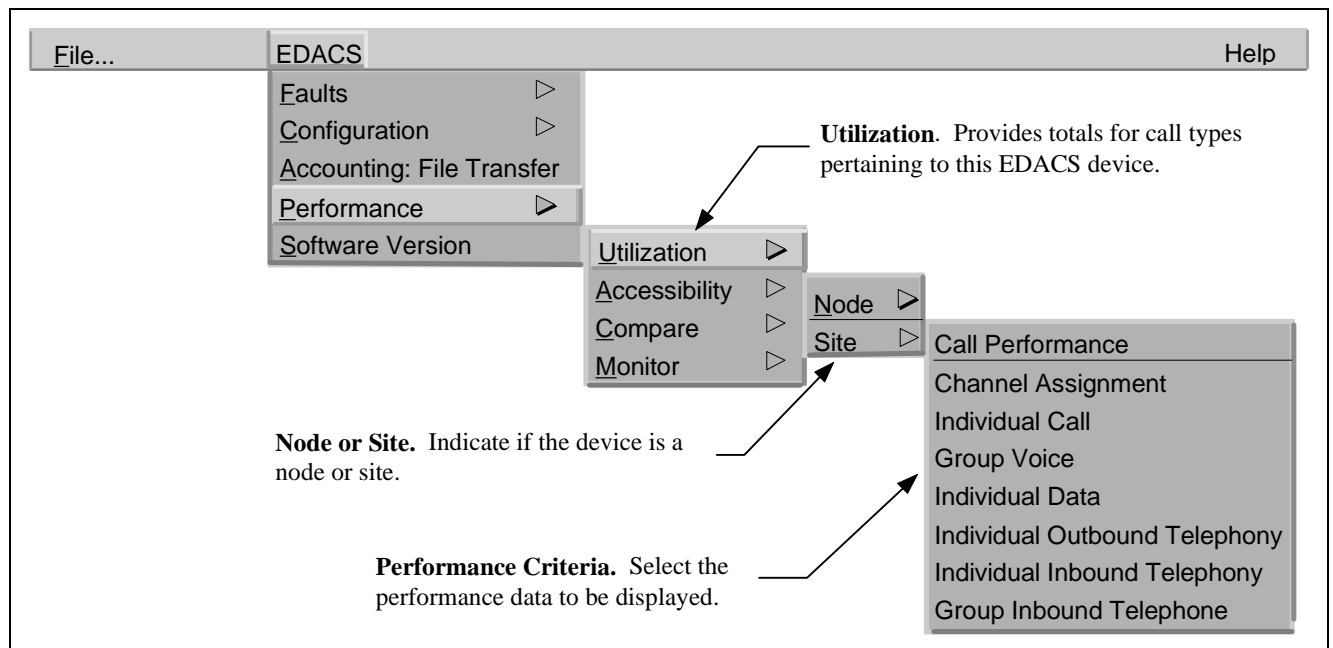 File...
EDACS
Help
Faults
Configuration
Accounting: File Transfer
Performance
Software Version
Utilization. Provides totals for call types
pertaining to this EDACS device.
Utilization
Accessibility
Compare
Monitor
Node
Site
Call Performance
Channel Assignment
Individual Call
Group Voice
Individual Data
Individual Outbound Telephony
Individual Inbound Telephony
Group Inbound Telephone
Node or Site. Indicate if the device is a
node or site.
Performance Criteria. Select the
performance data to be displayed.